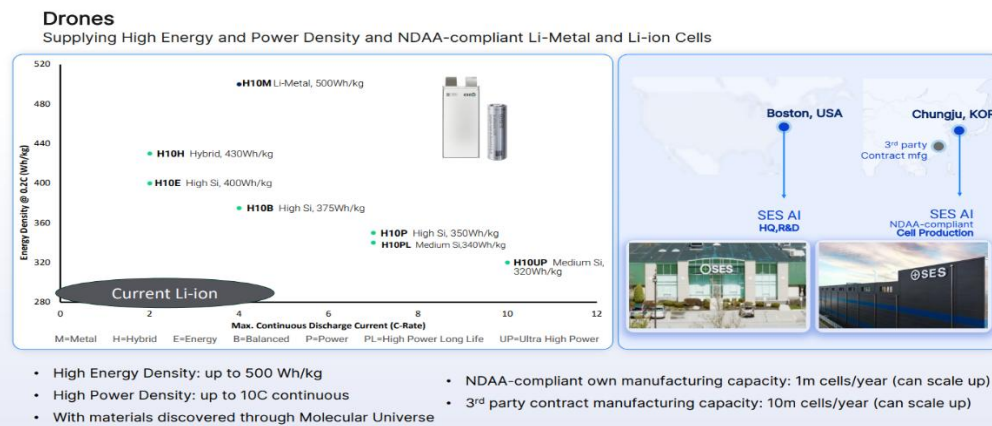 Drones
Supplying High Energy and Power Density and NDAA-compliant Li-Metal and Li-ion Cells
Energy Density @ 0.2C (Wh/kg)
520
480
440
400
360
320
280
H10M Li-Metal, 500Wh/kg
H10H Hybrid, 430Wh/kg
H10E High Si, 400Wh/kg
H10B High Si, 375Wh/kg
H10P High Si, 350Wh/kg
H10PL Medium Si,340Wh/kg
H10UP Medium Si,
320Wh/kg
Current Li-ion
0 2 4 6 8 10 12
Max. Continuous Discharge Current (C-Rate)
M=Metal H=Hybrid E=Energy B=Balanced P=Power PL=High Power Long Life UP=Ultra High Power
Boston, USA
SES AI
HQ,R&D
SES
Chungju, KOR
3rd party
Contract mfg
SES AI
NDAA-compliant
Cell Production
SES
• High Energy Density: up to 500 Wh/kg
• High Power Density: up to 10C continuous
• With materials discovered through Molecular Universe
• NDAA-compliant own manufacturing capacity: 1m cells/year (can scale up)
• 3rd party contract manufacturing capacity: 10m cells/year (can scale up)